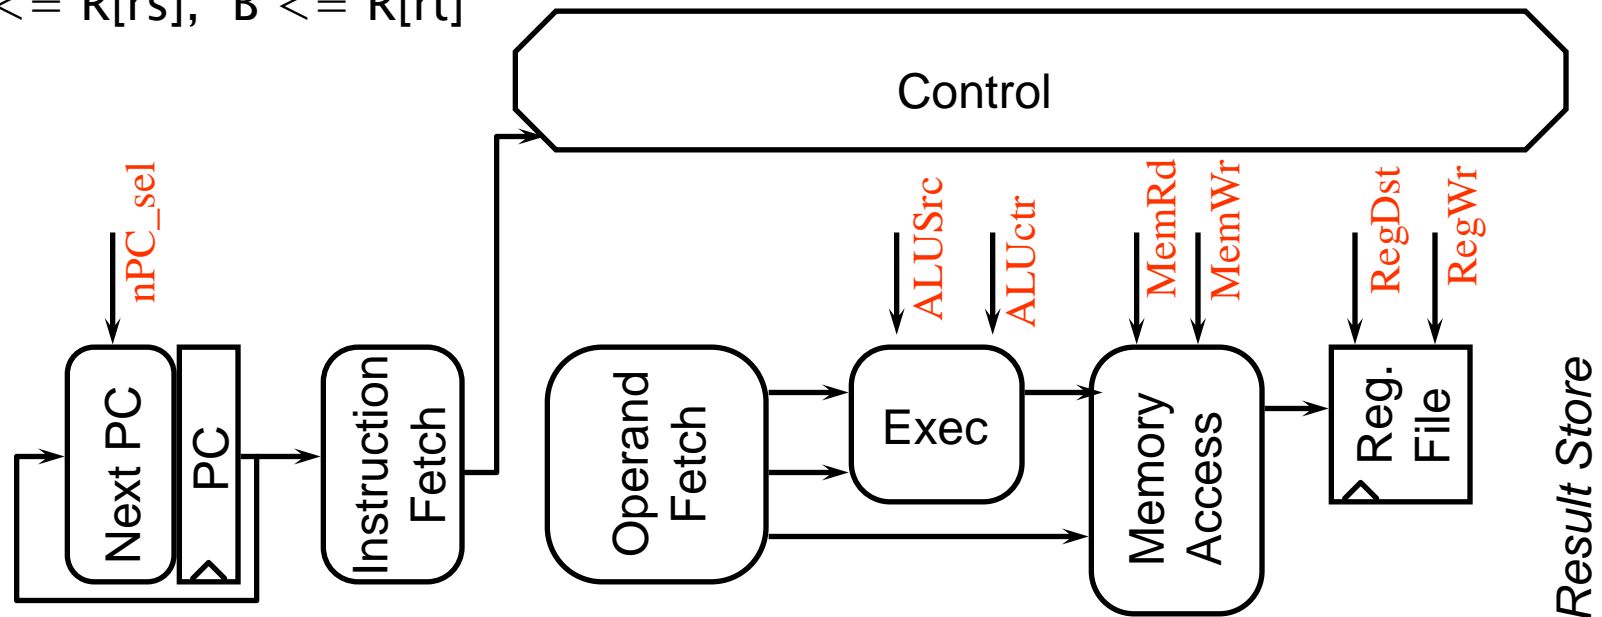 <= R[rs], B <= R[rt]
Control
nPC_sel
ALUSrc
ALUctr
MemRd
MemWr
RegDst
RegWr
Next PC
PC
Instruction
Fetch
Operand
Fetch
Exec
Memory
Access
Reg.
File
Result Store